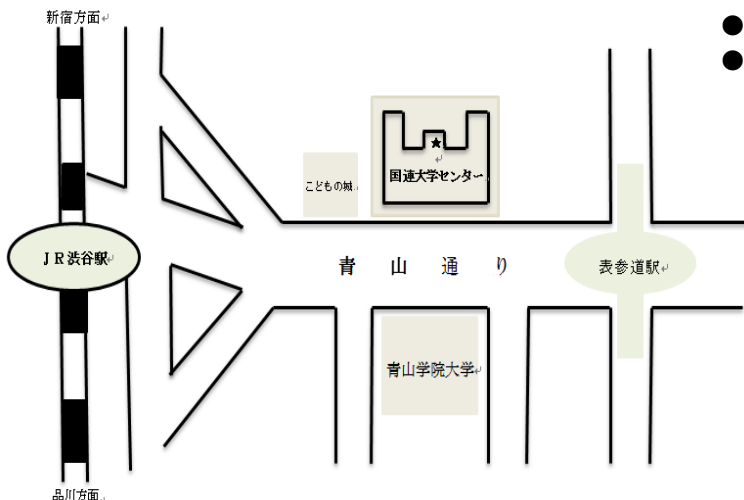 新宿方面
国連大学センター
こどもの城
JR渋谷駅
青山通り
表参道駅
青山学院大学
品川方面